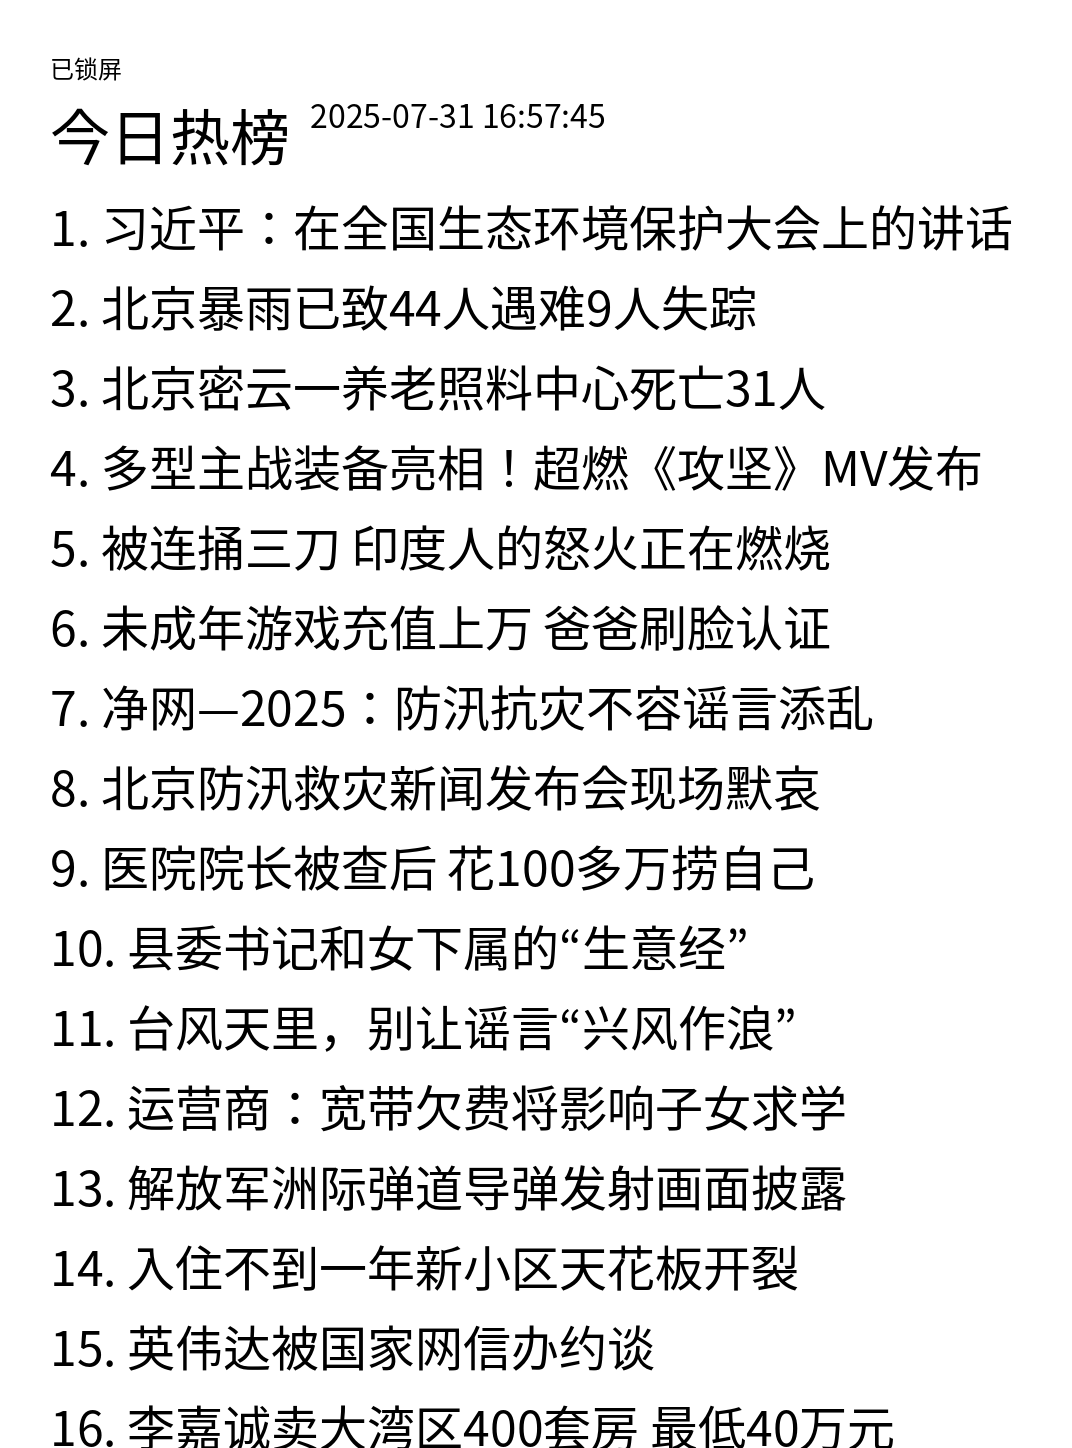 已锁屏
今日热榜 2025-07-31 16:57:45
1. 习近平：在全国生态环境保护大会上的讲话
2. 北京暴雨已致44人遇难9人失踪
3. 北京密云一养老照料中心死亡31人
4. 多型主战装备亮相！超燃《攻坚》MV发布
5. 被连捅三刀 印度人的怒火正在燃烧
6. 未成年游戏充值上万 爸爸刷脸认证
7. 净网—2025：防汛抗灾不容谣言添乱
8. 北京防汛救灾新闻发布会现场默哀
9. 医院院长被查后 花100多万捞自己
10. 县委书记和女下属的“生意经”
11. 台风天里，别让谣言“兴风作浪”
12. 运营商：宽带欠费将影响子女求学
13. 解放军洲际弹道导弹发射画面披露
14. 入住不到一年新小区天花板开裂
15. 英伟达被国家网信办约谈
16. 李嘉诚卖大湾区400套房 最低40万元